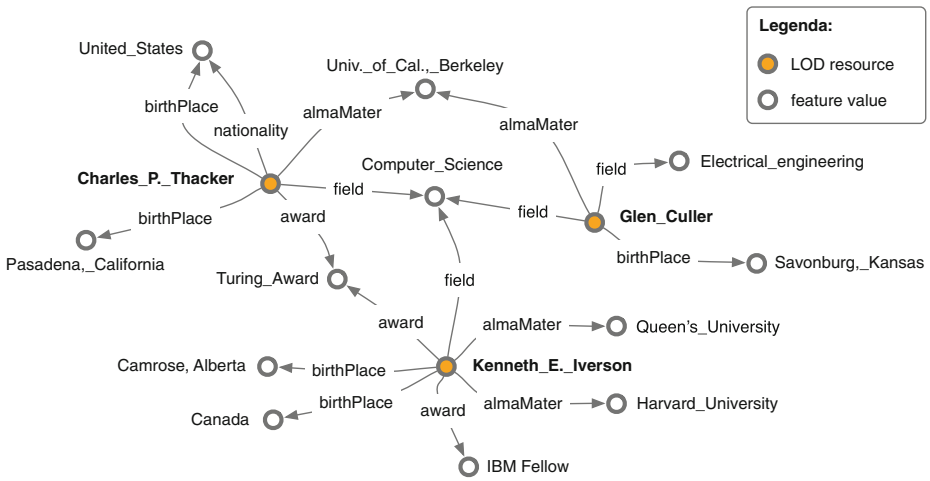 Legenda:
LOD resource
feature value
United_States
Univ._of_Cal.,_Berkeley
birthPlace
almaMater
nationality
almaMater
Computer_Science
field
Electrical_engineering
Charles_P._Thacker
field
field
Glen_Culler
birthPlace
award
birthPlace
Pasadena,_California
Savonburg,_Kansas
Turing_Award
field
award
almaMater
Queen's_University
Camrose, Alberta
birthPlace
Kenneth_E._Iverson
birthPlace
almaMater
Harvard_University
Canada
award
IBM Fellow